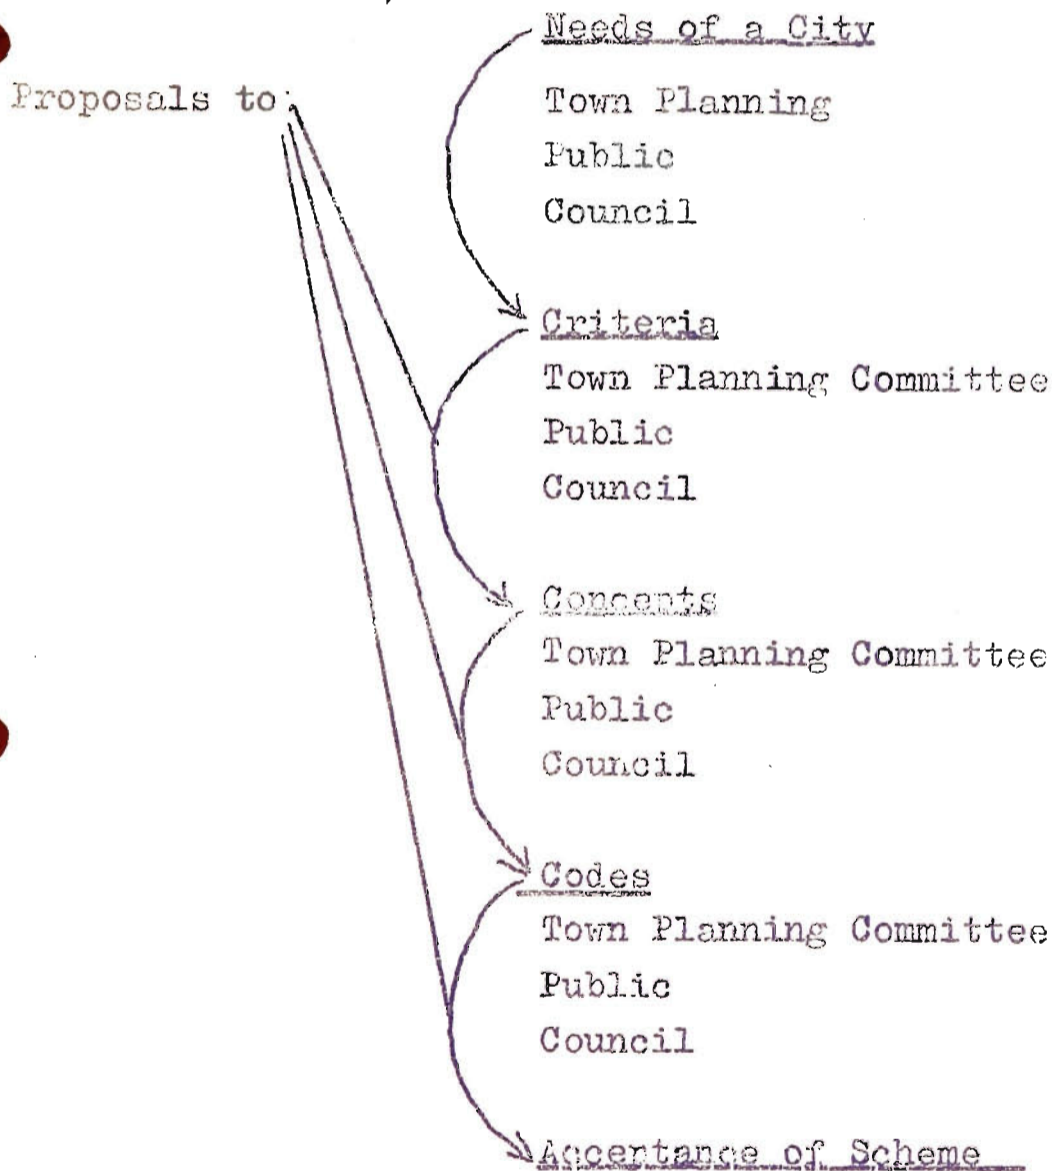 Needs of a City
Proposals to:
Town Planning
Public
Council
Criteria
Town Planning Committee
Public
Council
Concepts
Town Planning Committee
Public
Council
Codes
Town Planning Committee
Public
Council
Acceptance of Scheme